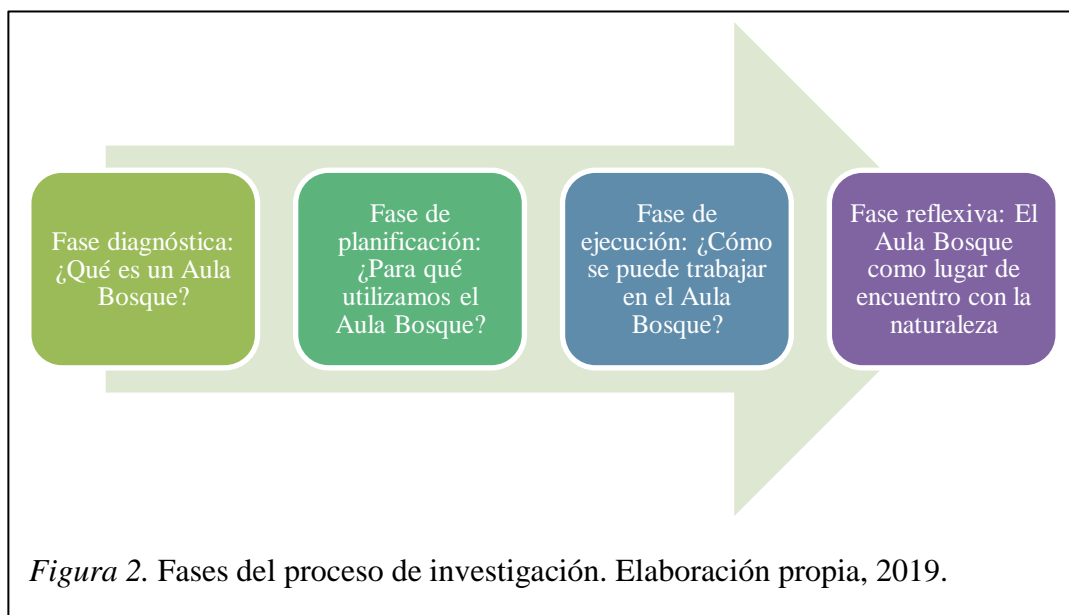 Fase diagnóstica:
¿Qué es un Aula
Bosque?
Fase de
planificación:
¿Para qué
utilizamos el
Aula Bosque?
Fase de
ejecución: ¿Cómo
se puede trabajar
en el Aula
Bosque?
Fase reflexiva: El
Aula Bosque
como lugar de
encuentro con la
naturaleza
Figura 2. Fases del proceso de investigación. Elaboración propia, 2019.